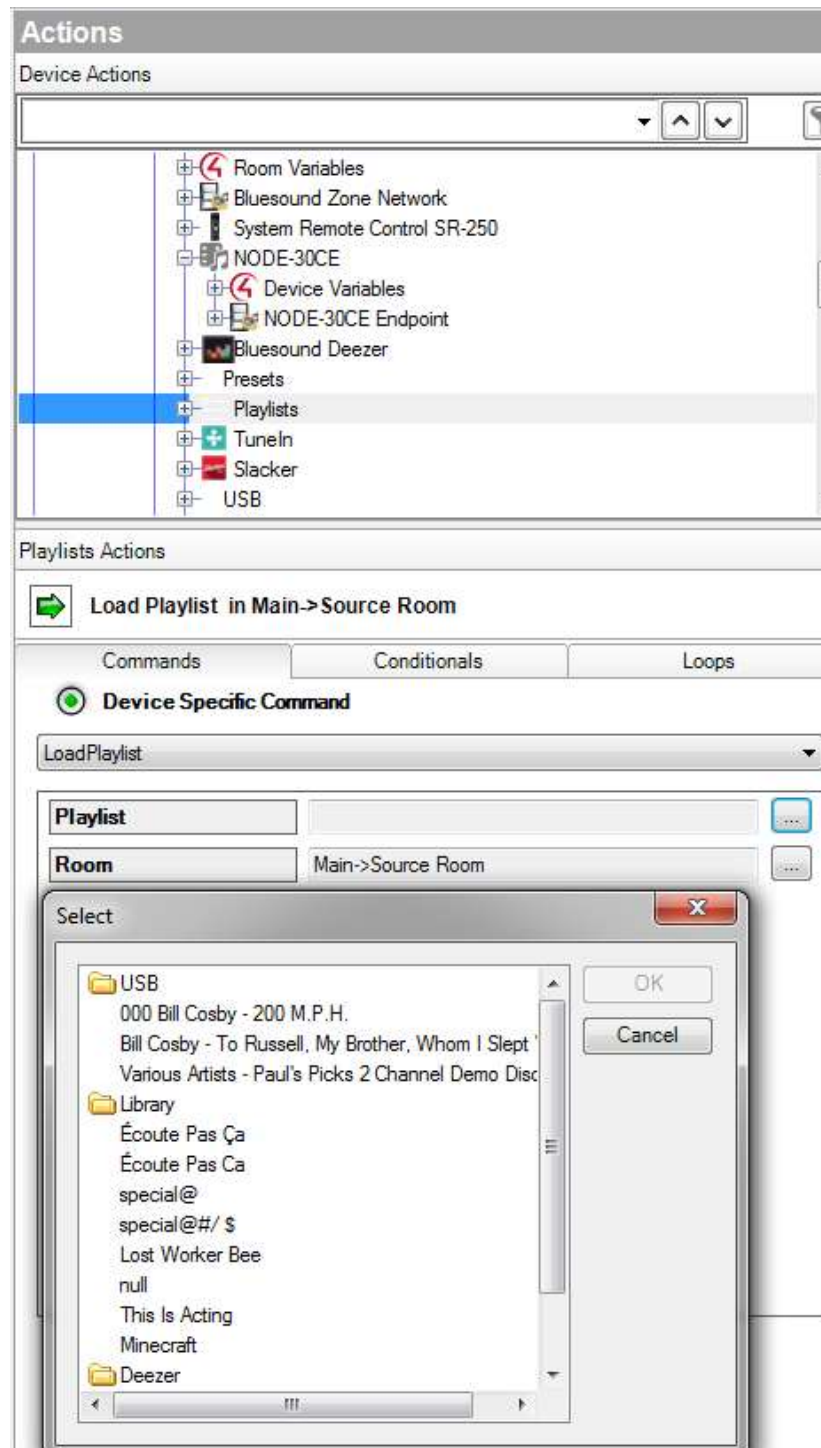 Actions
Device Actions
Room Variables
Bluesound Zone Network
System Remote Control SR-250
NODE-30CE
Device Variables
NODE-30CE Endpoint
Bluesound Deezer
Presets
Playlists
TuneIn
Slacker
USB
Playlists Actions
Load Playlist in Main->Source Room
Commands Conditionals Loops
Device Specific Command
LoadPlaylist
Playlist ...
Room Main->Source Room ...
Select
USB OK
000 Bill Cosby - 200 M.P.H.
Bill Cosby - To Russell, My Brother, Whom I Slept Cancel
Various Artists - Paul's Picks 2 Channel Demo Disc
Library
Écoute Pas Ça
Écoute Pas Ca
special@
special@#/ $
Lost Worker Bee
null
This Is Acting
Minecraft
Deezer